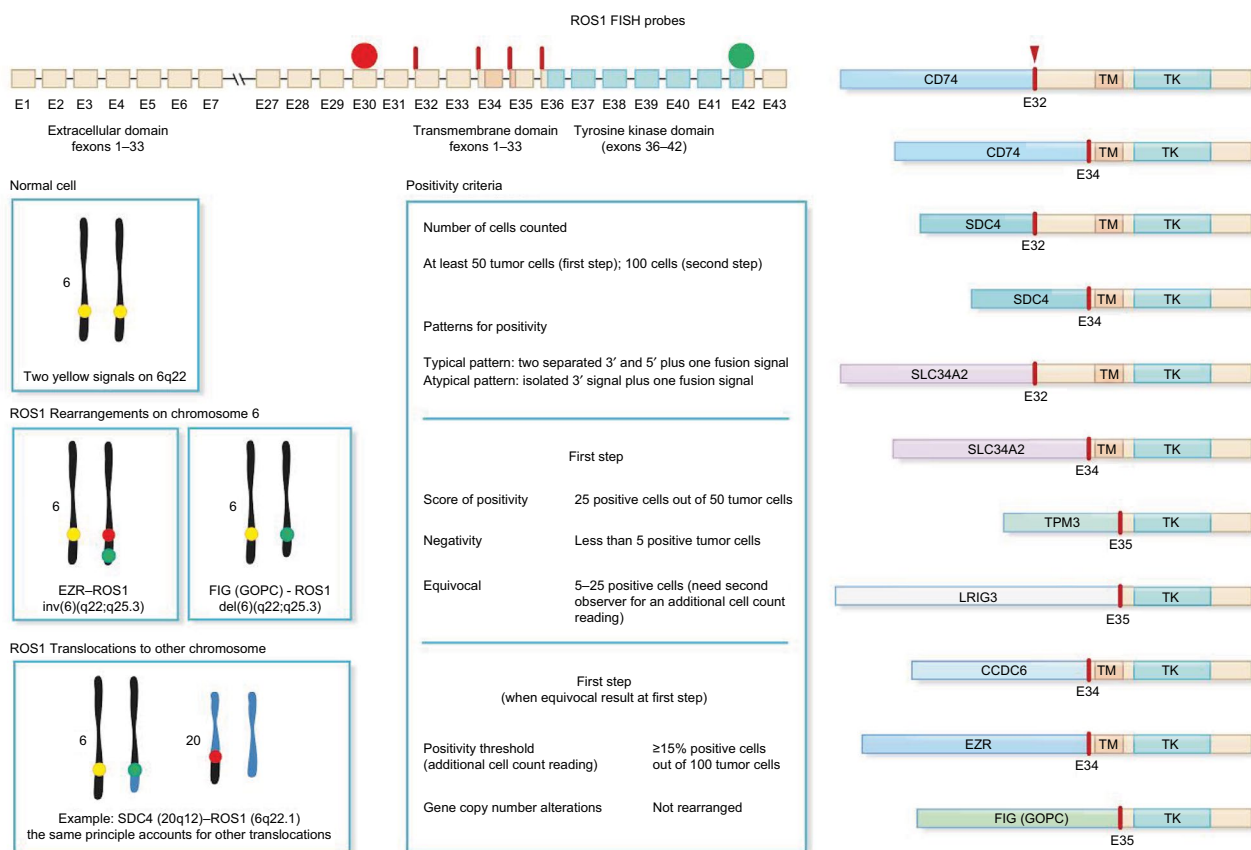 ROS1 FISH probes
E1 E2 E3 E4 E5 E6 E7 E27 E28 E29 E30 E31 E32 E33 E34 E35 E36 E37 E38 E39 E40 E41 E42 E43
Extracellular domain
fexons 1–33
Transmembrane domain
fexons 1–33
Tyrosine kinase domain
(exons 36–42)
Normal cell
6
Two yellow signals on 6q22
ROS1 Rearrangements on chromosome 6
6
EZR–ROS1
inv(6)(q22;q25.3)
6
FIG (GOPC) - ROS1
del(6)(q22;q25.3)
ROS1 Translocations to other chromosome
6
20
Example: SDC4 (20q12)–ROS1 (6q22.1)
the same principle accounts for other translocations
Positivity criteria
Number of cells counted
At least 50 tumor cells (first step); 100 cells (second step)
Patterns for positivity
Typical pattern: two separated 3′ and 5′ plus one fusion signal
Atypical pattern: isolated 3′ signal plus one fusion signal
First step
Score of positivity 25 positive cells out of 50 tumor cells
Negativity Less than 5 positive tumor cells
Equivocal 5–25 positive cells (need second
observer for an additional cell count
reading)
First step
(when equivocal result at first step)
Positivity threshold ≥15% positive cells
(additional cell count reading) out of 100 tumor cells
Gene copy number alterations Not rearranged
CD74 TM TK
E32
CD74 TM TK
E34
SDC4 TM TK
E32
SDC4 TM TK
E34
SLC34A2 TM TK
E32
SLC34A2 TM TK
E34
TPM3 TK
E35
LRIG3 TK
E35
CCDC6 TM TK
E34
EZR TM TK
E34
FIG (GOPC) TK
E35